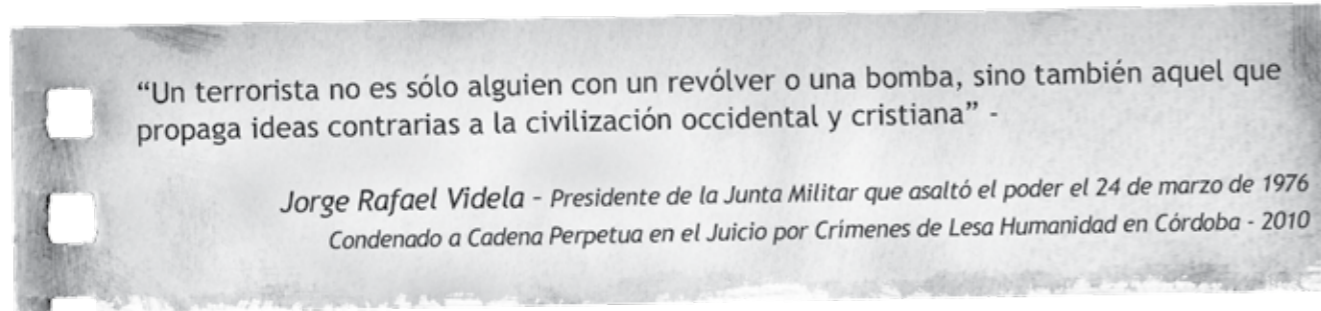 “Un terrorista no es sólo alguien con un revólver o una bomba, sino también aquel que
propaga ideas contrarias a la civilización occidental y cristiana” -
Jorge Rafael Videla - Presidente de la Junta Militar que asaltó el poder el 24 de marzo de 1976
Condenado a Cadena Perpetua en el Juicio por Crímenes de Lesa Humanidad en Córdoba - 2010